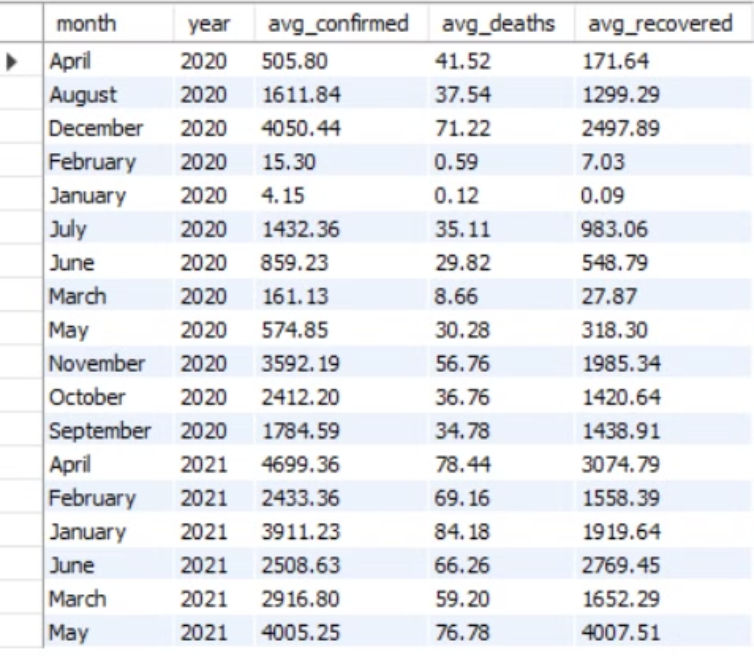 month year avg_confirmed avg_deaths avg_recovered
April 2020 505.80 41.52 171.64
August 2020 1611.84 37.54 1299.29
December 2020 4050.44 71.22 2497.89
February 2020 15.30 0.59 7.03
January 2020 4.15 0.12 0.09
July 2020 1432.36 35.11 983.06
June 2020 859.23 29.82 548.79
March 2020 161.13 8.66 27.87
May 2020 574.85 30.28 318.30
November 2020 3592.19 56.76 1985.34
October 2020 2412.20 36.76 1420.64
September 2020 1784.59 34.78 1438.91
April 2021 4699.36 78.44 3074.79
February 2021 2433.36 69.16 1558.39
January 2021 3911.23 84.18 1919.64
June 2021 2508.63 66.26 2769.45
March 2021 2916.80 59.20 1652.29
May 2021 4005.25 76.78 4007.51